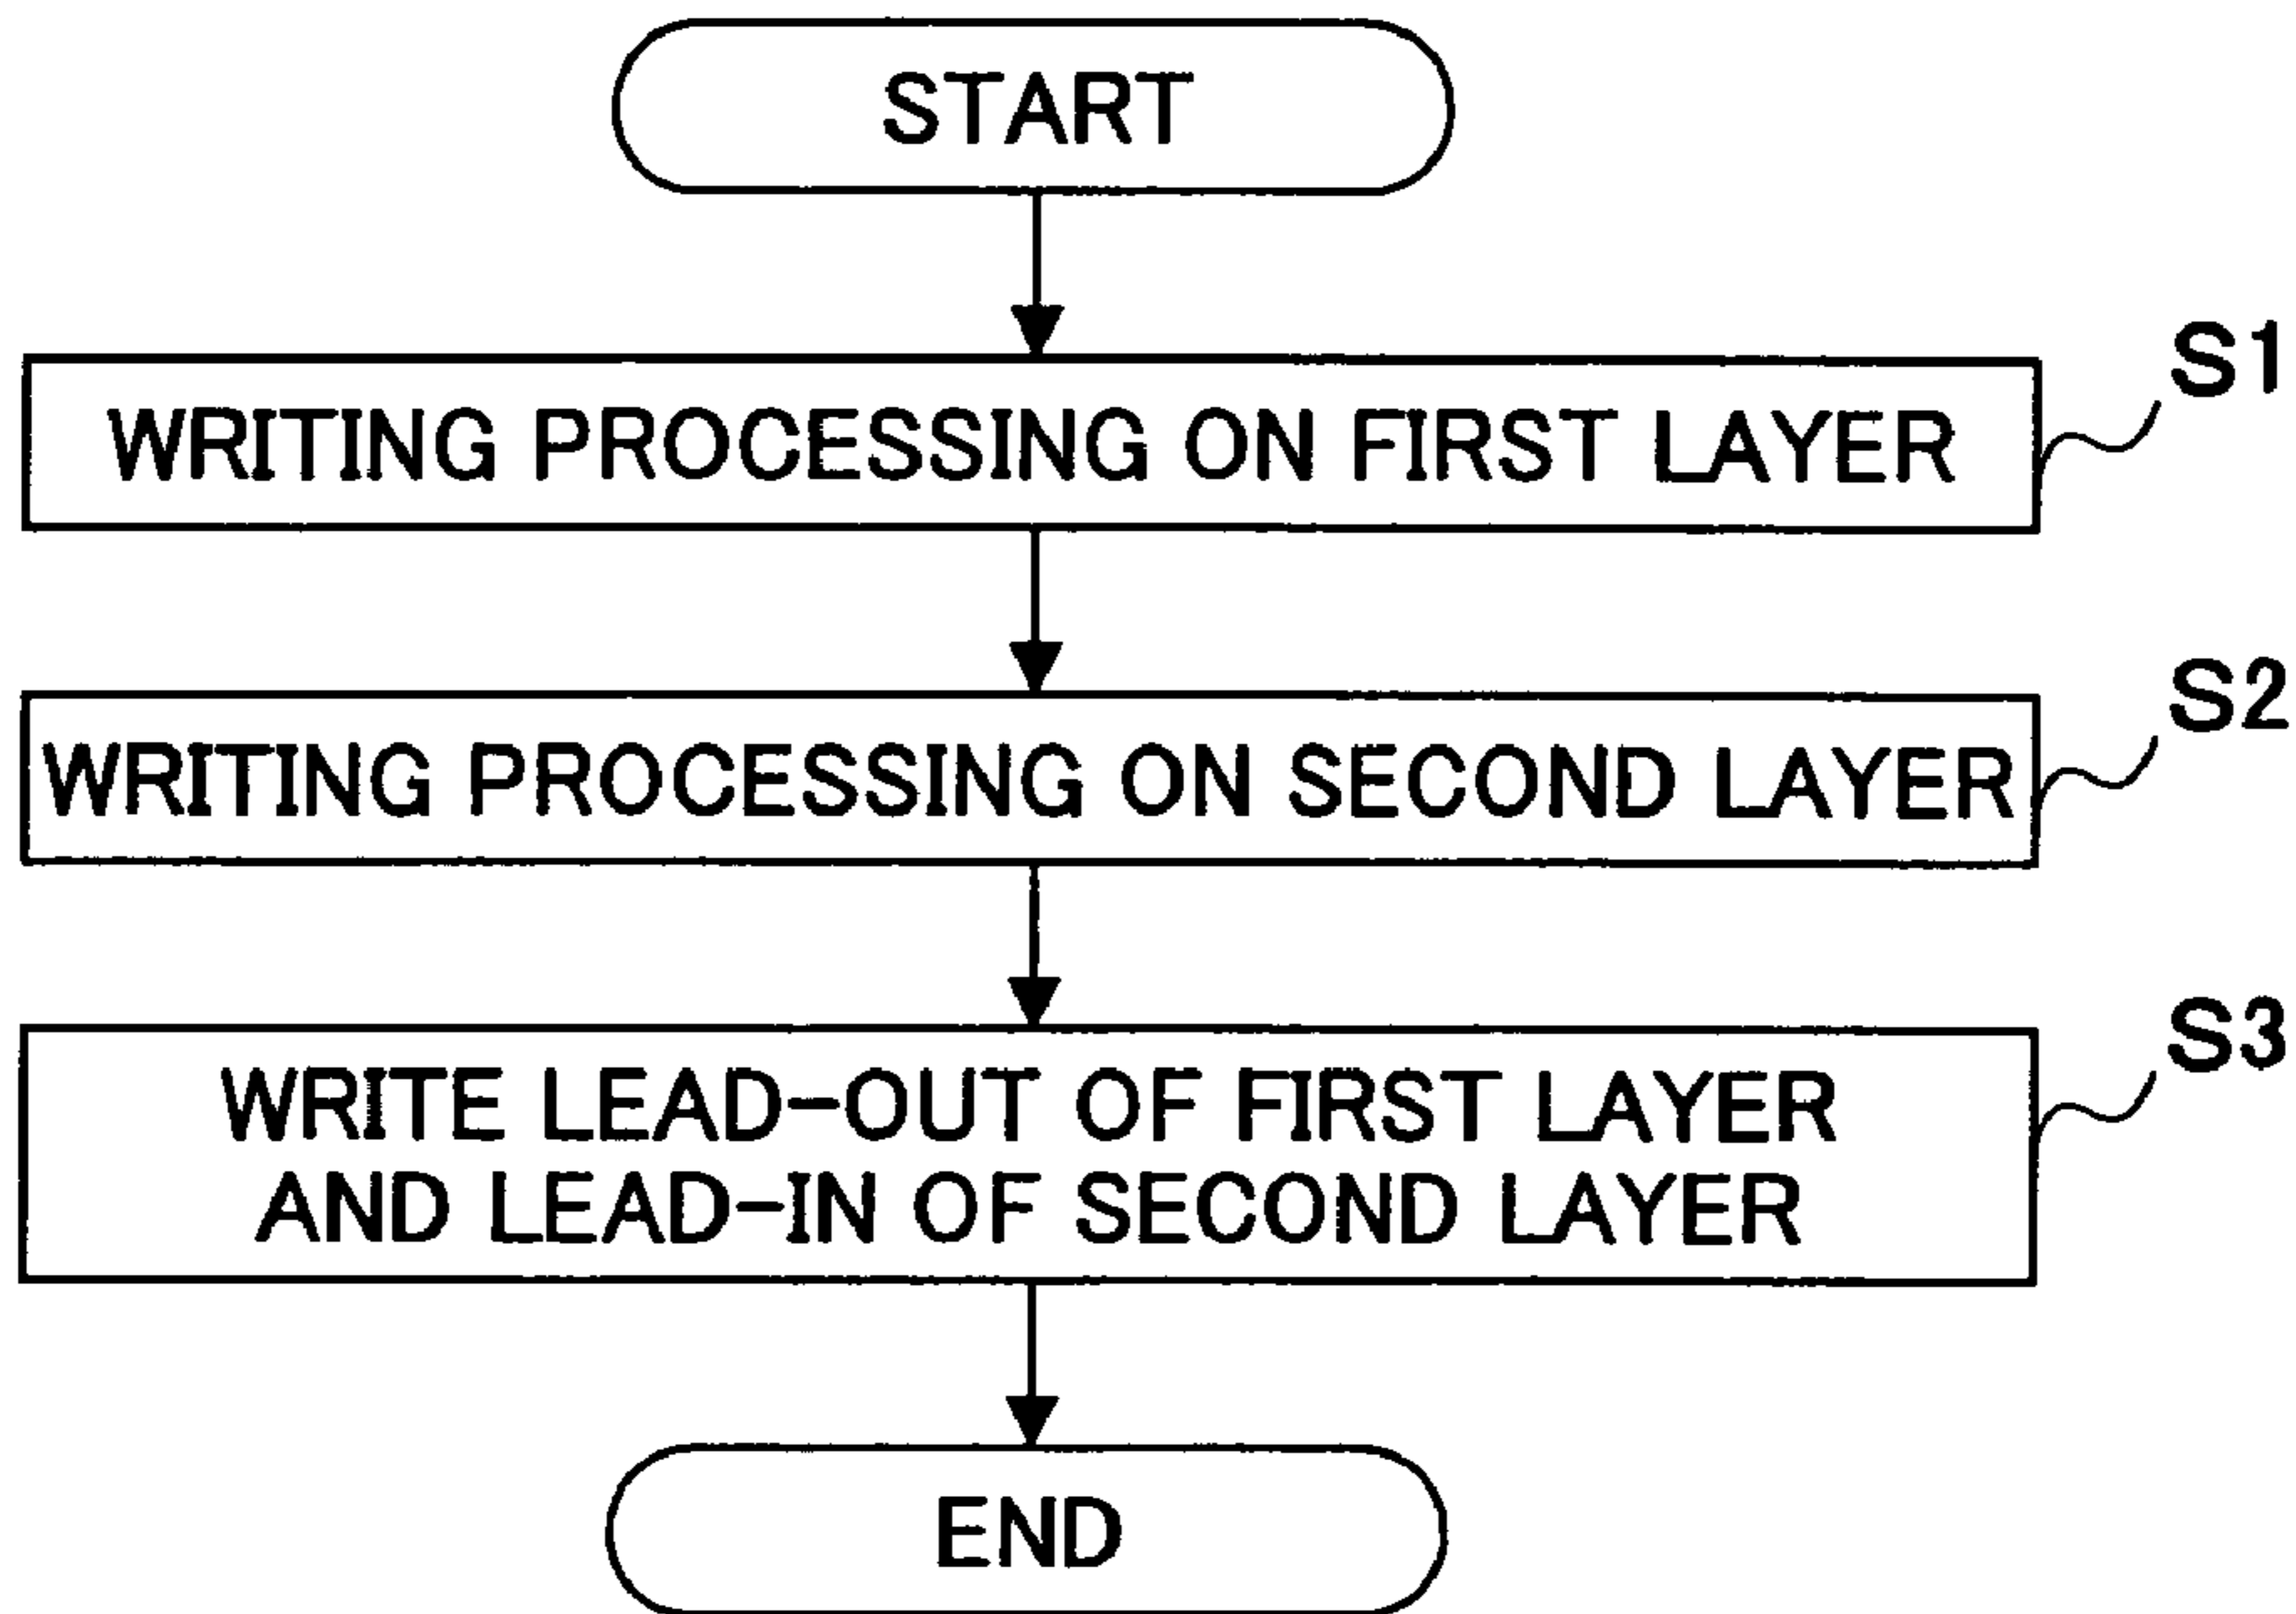 START
S1
WRITING PROCESSING ON FIRST LAYER
S2
WRITING PROCESSING ON SECOND LAYER
S3
WRITE LEAD-OUT OF FIRST LAYER
AND LEAD-IN OF SECOND LAYER
END